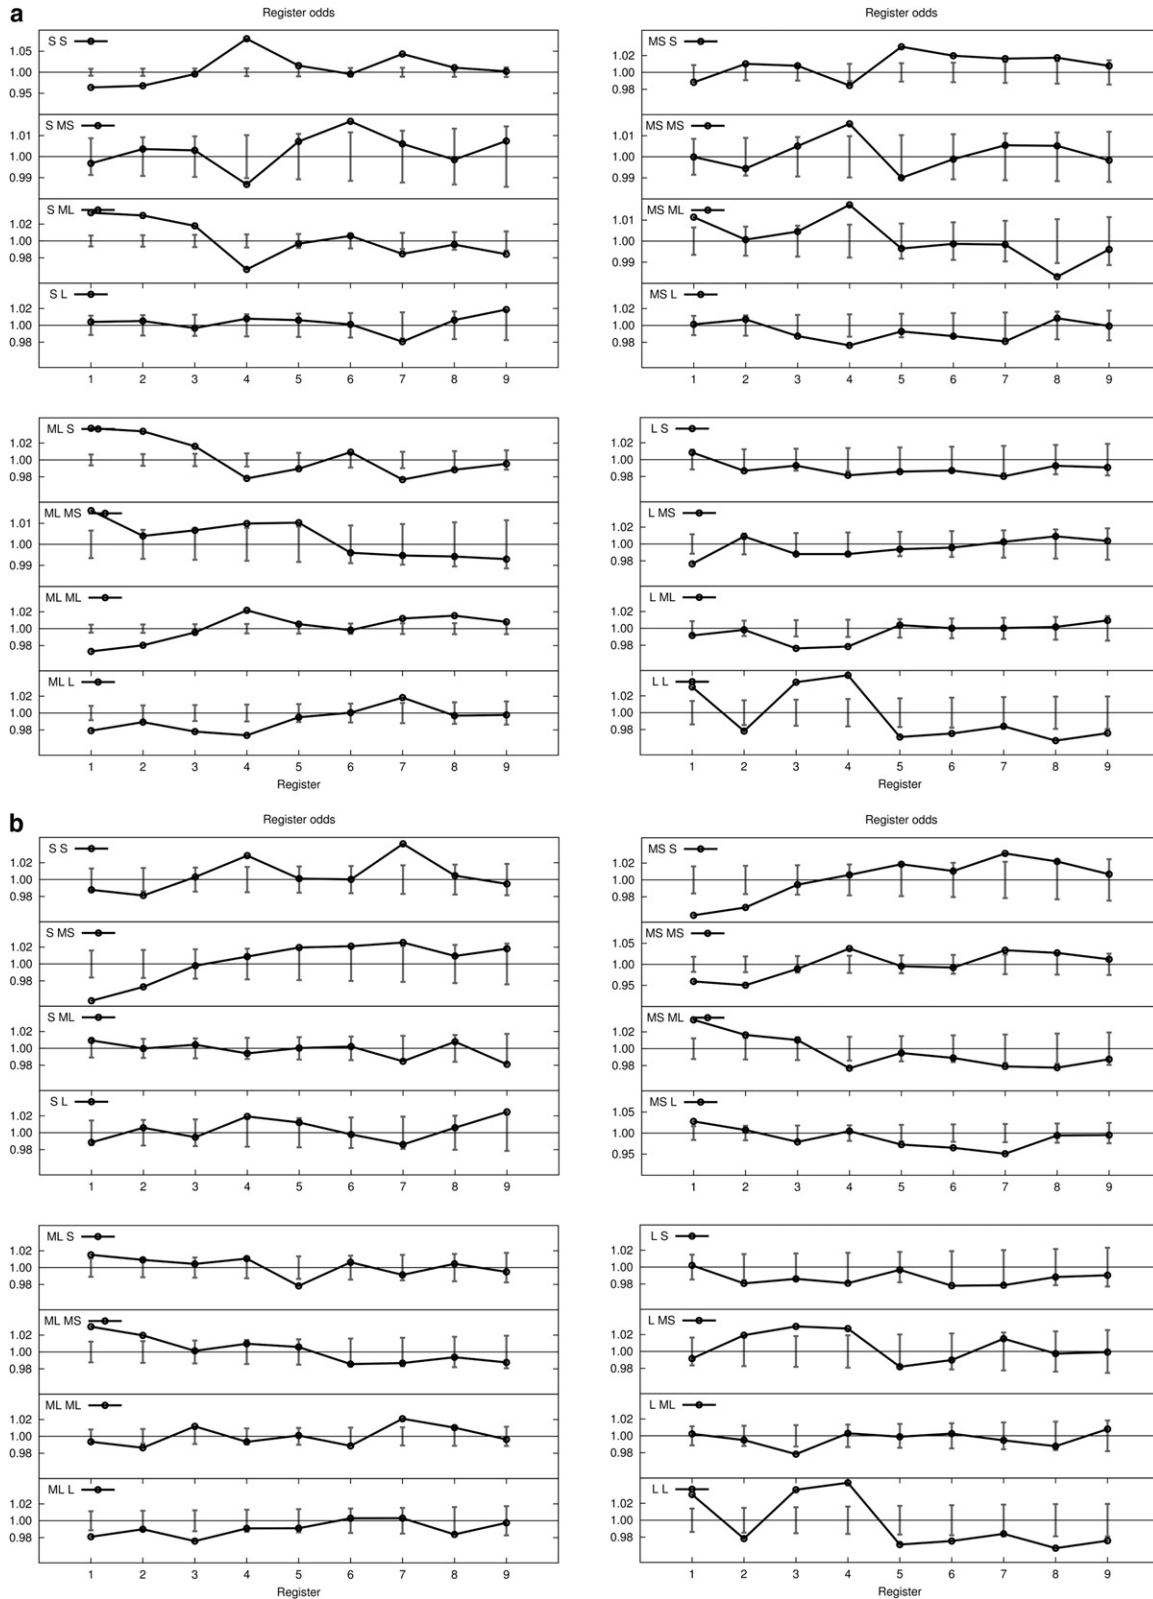 a
Register odds
S S
1.05
1.00
0.95
S MS
1.01
1.00
0.99
S ML
1.02
1.00
0.98
S L
1.02
1.00
0.98
1 2 3 4 5 6 7 8 9
Register odds
MS S
1.02
1.00
0.98
MS MS
1.01
1.00
0.99
MS ML
1.01
1.00
0.99
MS L
1.02
1.00
0.98
1 2 3 4 5 6 7 8 9
ML S
1.02
1.00
0.98
ML MS
1.01
1.00
0.99
ML ML
1.02
1.00
0.98
ML L
1.02
1.00
0.98
1 2 3 4 5 6 7 8 9
Register
L S
1.02
1.00
0.98
L MS
1.02
1.00
0.98
L ML
1.02
1.00
0.98
L L
1.02
1.00
0.98
1 2 3 4 5 6 7 8 9
Register
b
Register odds
S S
1.02
1.00
0.98
S MS
1.02
1.00
0.98
S ML
1.02
1.00
0.98
S L
1.02
1.00
0.98
1 2 3 4 5 6 7 8 9
Register odds
MS S
1.02
1.00
0.98
MS MS
1.05
1.00
0.95
MS ML
1.02
1.00
0.98
MS L
1.05
1.00
0.95
1 2 3 4 5 6 7 8 9
ML S
1.02
1.00
0.98
ML MS
1.02
1.00
0.98
ML ML
1.02
1.00
0.98
ML L
1.02
1.00
0.98
1 2 3 4 5 6 7 8 9
Register
L S
1.02
1.00
0.98
L MS
1.02
1.00
0.98
L ML
1.02
1.00
0.98
L L
1.02
1.00
0.98
1 2 3 4 5 6 7 8 9
Register